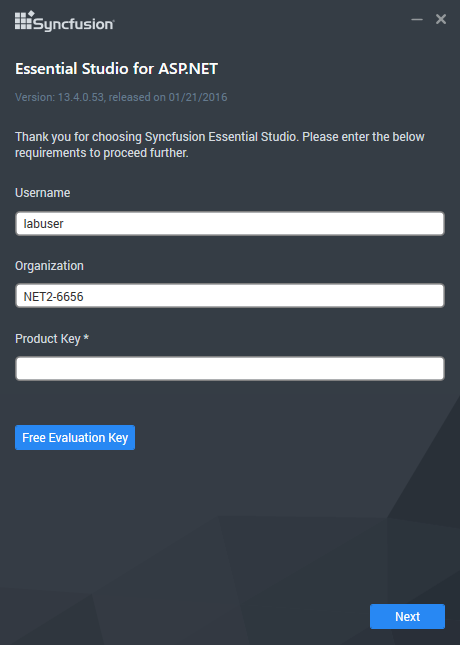 Syncfusion
Essential Studio for ASP.NET
Version: 13.4.0.53, released on 01/21/2016
Thank you for choosing Syncfusion Essential Studio. Please enter the below
requirements to proceed further.
Username
labuser
Organization
NET2-6656
Product Key *
Free Evaluation Key
Next